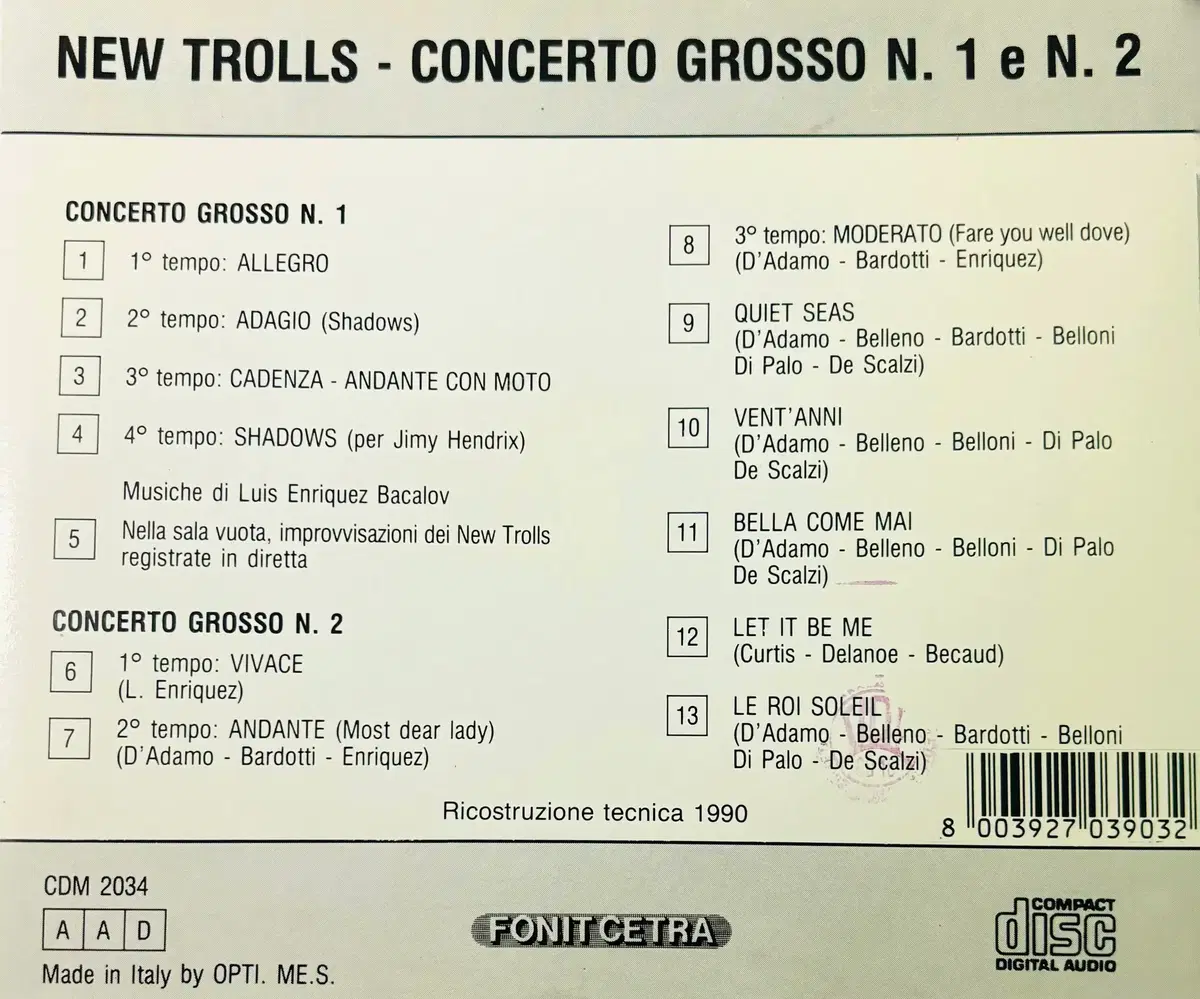 NEW TROLLS - CONCERTO GROSSO N. 1 e N. 2
CONCERTO GROSSO N. 1
1 1° tempo: ALLEGRO
2 2° tempo: ADAGIO (Shadows)
3 3° tempo: CADENZA - ANDANTE CON MOTO
4 4° tempo: SHADOWS (per Jimy Hendrix)
Musiche di Luis Enriquez Bacalov
5 Nella sala vuota, improvvisazioni dei New Trolls
registrate in diretta
CONCERTO GROSSO N. 2
6 1° tempo: VIVACE
(L. Enriquez)
7 2° tempo: ANDANTE (Most dear lady)
(D'Adamo - Bardotti - Enriquez)
8 3° tempo: MODERATO (Fare you well dove)
(D'Adamo - Bardotti - Enriquez)
9 QUIET SEAS
(D'Adamo - Belleno - Bardotti - Belloni
Di Palo - De Scalzi)
10 VENT'ANNI
(D'Adamo - Belleno - Belloni - Di Palo
De Scalzi)
11 BELLA COME MAI
(D'Adamo - Belleno - Belloni - Di Palo
De Scalzi)
12 LET IT BE ME
(Curtis - Delanoe - Becaud)
13 LE ROI SOLEIL
(D'Adamo - Belleno - Bardotti - Belloni
Di Palo - De Scalzi)
Ricostruzione tecnica 1990
8 003927 039032
CDM 2034
A A D
Made in Italy by OPTI. ME.S.
FONIT CETRA
COMPACT
disc
DIGITAL AUDIO